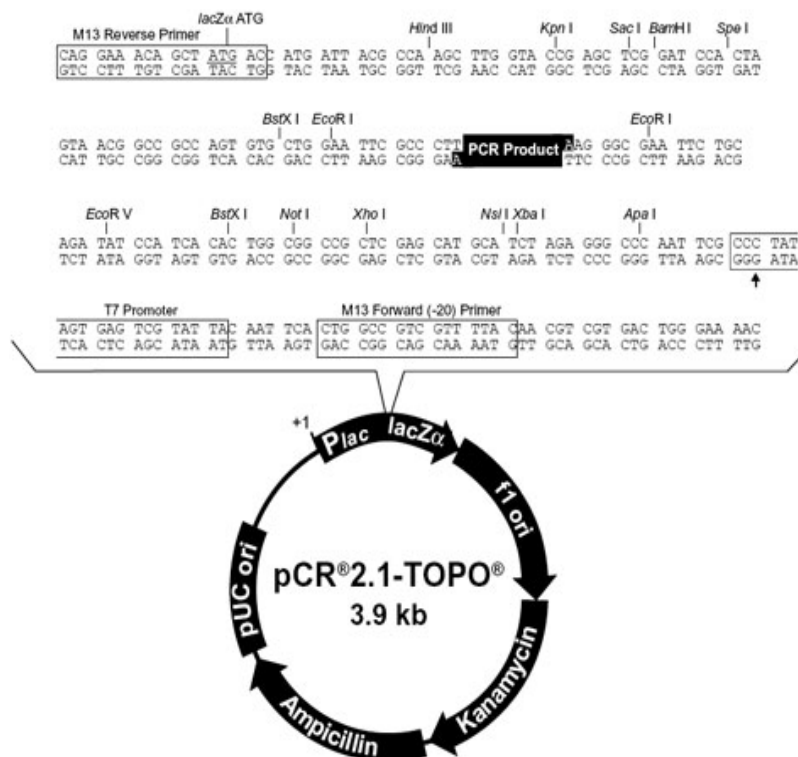 lacZα ATG
M13 Reverse Primer Hind III Kpn I Sac I BamH I Spe I
CAG GAA ACA GCT ATG ACC ATG ATT ACG CCA AGC TTG GTA CCG AGC TCG GAT CCA CTA
GTC CTT TGT CGA TAC TGG TAC TAA TGC GGT TCG AAC CAT GGC TCG AGC CTA GGT GAT
BstX I EcoR I EcoR I
GTA ACG GCC GCC AGT GTG CTG GAA TTC GCC CTT PCR Product AAG GGC GAA TTC TGC
CAT TGC CGG CGG TCA CAC GAC CTT AAG CGG GAA TTC CCG CTT AAG ACG
EcoR V BstX I Not I Xho I Nsi I Xba I Apa I
AGA TAT CCA TCA CAC TGG CGG CCG CTC GAG CAT GCA TCT AGA GGG CCC AAT TCG CCC TAT
TCT ATA GGT AGT GTG ACC GCC GGC GAG CTC GTA CGT AGA TCT CCC GGG TTA AGC GGG ATA
T7 Promoter M13 Forward (-20) Primer
AGT GAG TCG TAT TAC AAT TCA CTG GCC GTC GTT TTA CAA CGT CGT GAC TGG GAA AAC
TCA CTC AGC ATA ATG TTA AGT GAC CGG CAG CAA AAT GTT GCA GCA CTG ACC CTT TTG
+1
Plac lacZα
f1 ori
pUC ori
pCR®2.1-TOPO®
3.9 kb
Kanamycin
Ampicillin